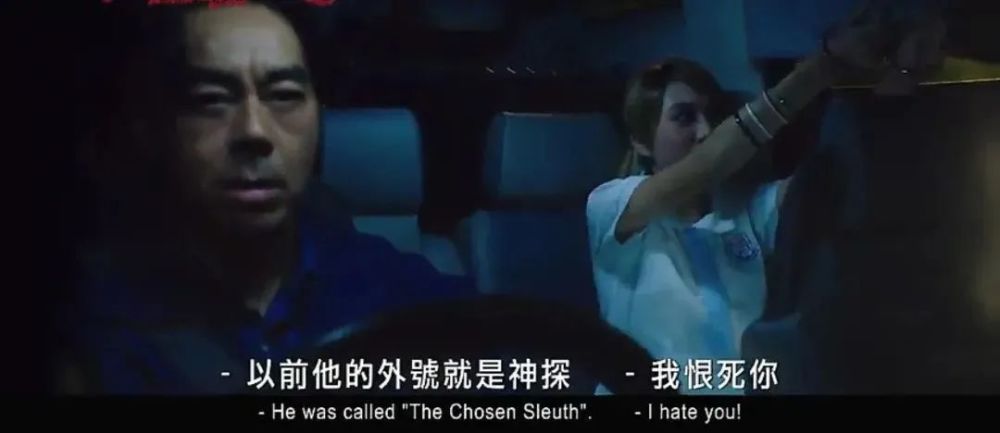 - 以前他的外號就是神探 - 我恨死你
- He was called "The Chosen Sleuth". - I hate you!